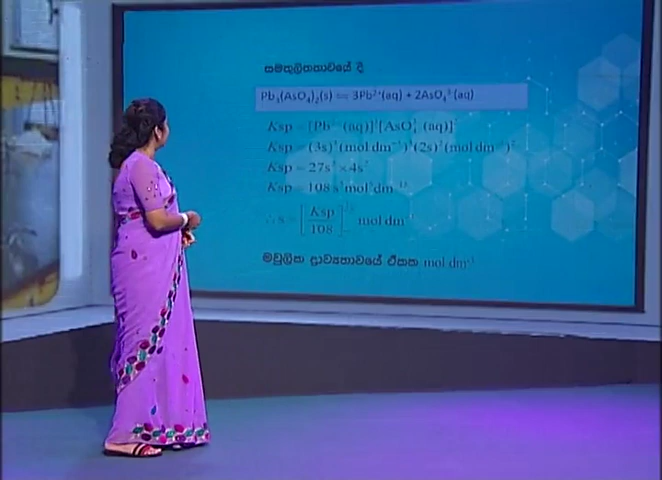 සමතුලිතතාවයේ දී
Pb₃(AsO₄)₂(s) ⇌ 3Pb²⁺(aq) + 2AsO₄³⁻(aq)
Ksp = [Pb²⁺(aq)]³[AsO₄³⁻(aq)]²
Ksp = (3s)³(mol dm⁻³)³(2s)²(mol dm⁻³)²
Ksp = 27s³ × 4s²
Ksp = 108 s⁵mol⁵dm⁻¹⁵
∴ s = [Ksp/108]^(1/5) mol dm⁻³
මවුලික ද්‍රාව්‍යතාවයේ ඒකක mol dm⁻³